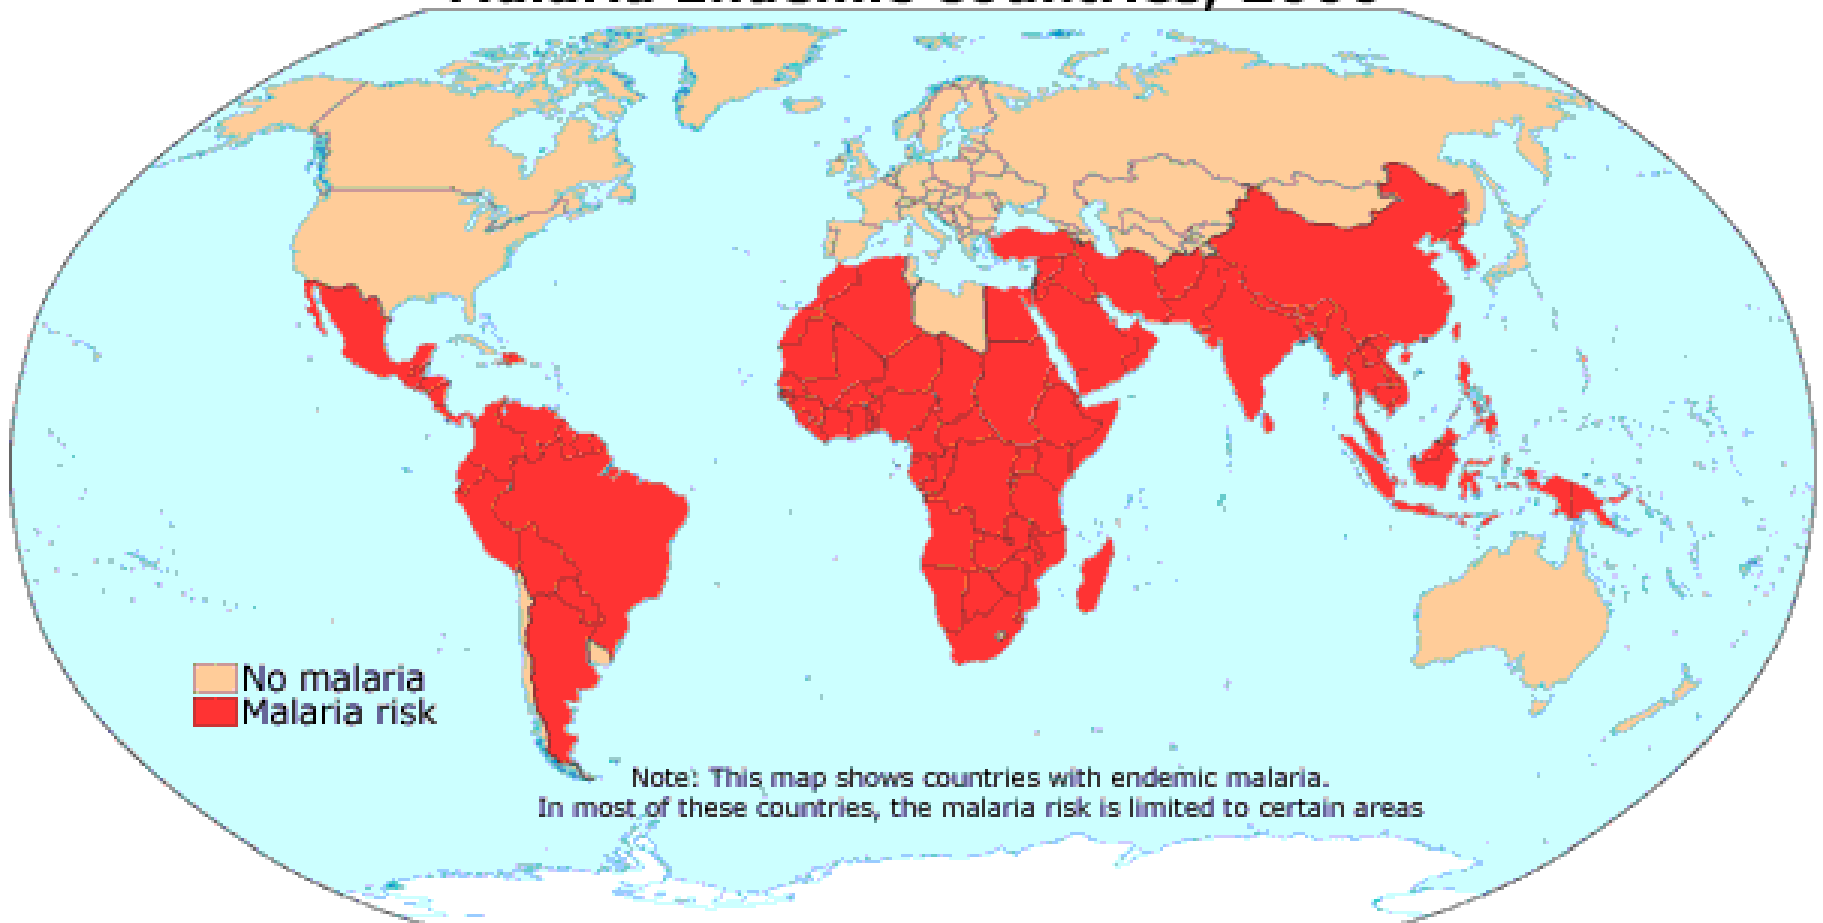 No malaria
Malaria risk
Note: This map shows countries with endemic malaria.
In most of these countries, the malaria risk is limited to certain areas